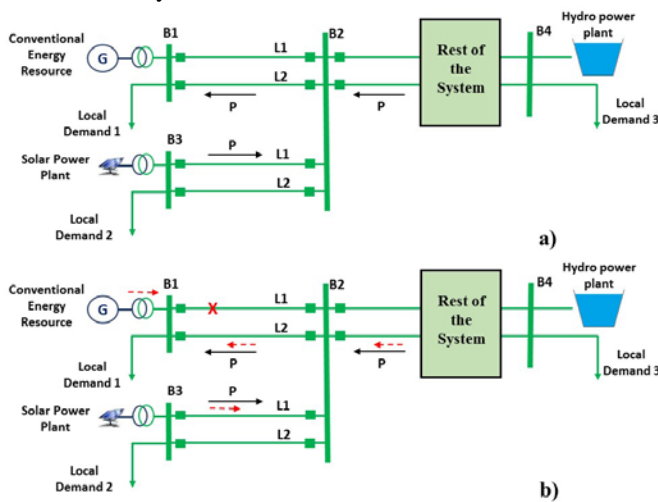 B1
B2
B4
Hydro power
plant
Conventional
Energy
Resource
G
L1
L2
Rest of
the
System
P
P
Local
Demand 1
B3
Local
Demand 3
P
L1
Solar Power
Plant
L2
Local
Demand 2
a)
B1
B2
B4
Hydro power
plant
Conventional
Energy
Resource
G
X
L1
L2
Rest of
the
System
P
P
Local
Demand 1
B3
Local
Demand 3
P
L1
Solar Power
Plant
L2
Local
Demand 2
b)